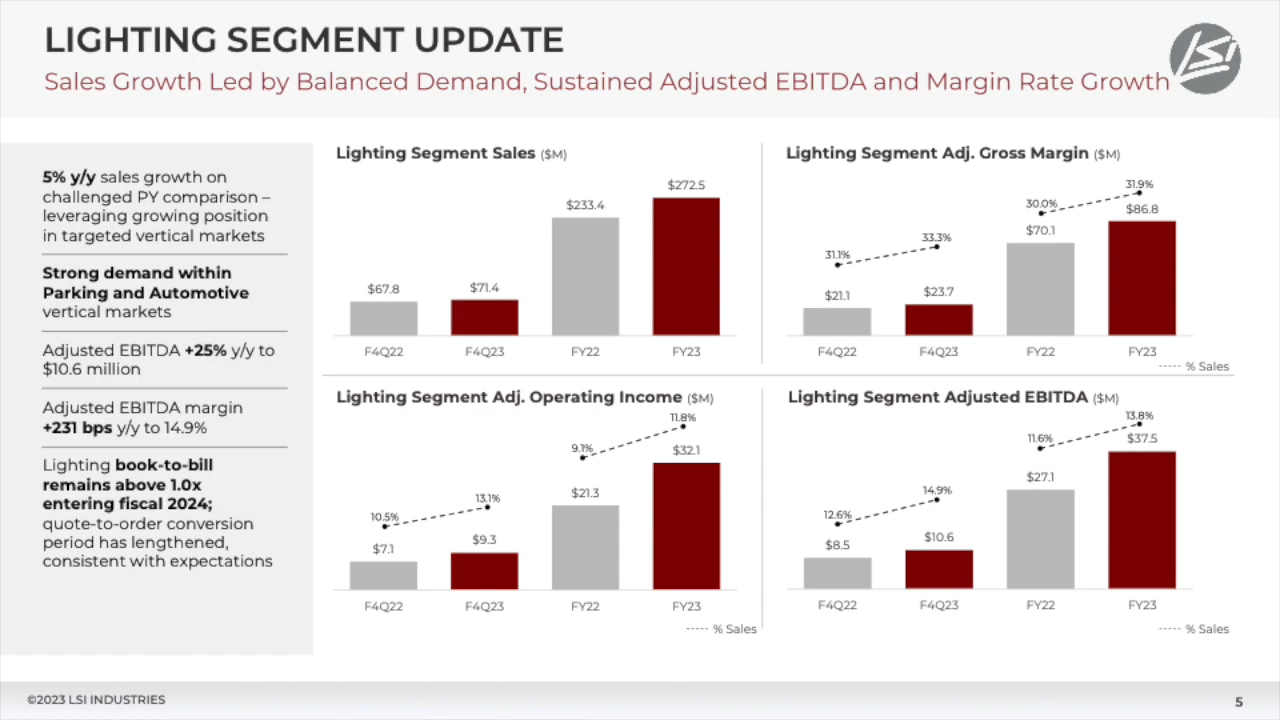 LIGHTING SEGMENT UPDATE
Sales Growth Led by Balanced Demand, Sustained Adjusted EBITDA and Margin Rate Growth
LSI
5% y/y sales growth on
challenged PY comparison –
leveraging growing position
in targeted vertical markets
Strong demand within
Parking and Automotive
vertical markets
Adjusted EBITDA +25% y/y to
$10.6 million
Adjusted EBITDA margin
+231 bps y/y to 14.9%
Lighting book-to-bill
remains above 1.0x
entering fiscal 2024;
quote-to-order conversion
period has lengthened,
consistent with expectations
Lighting Segment Sales ($M)
$67.8
$71.4
$233.4
$272.5
F4Q22
F4Q23
FY22
FY23
Lighting Segment Adj. Gross Margin ($M)
31.1%
33.3%
30.0%
31.9%
$21.1
$23.7
$70.1
$86.8
F4Q22
F4Q23
FY22
FY23
% Sales
Lighting Segment Adj. Operating Income ($M)
10.5%
13.1%
9.1%
11.8%
$7.1
$9.3
$21.3
$32.1
F4Q22
F4Q23
FY22
FY23
% Sales
Lighting Segment Adjusted EBITDA ($M)
12.6%
14.9%
11.6%
13.8%
$8.5
$10.6
$27.1
$37.5
F4Q22
F4Q23
FY22
FY23
% Sales
©2023 LSI INDUSTRIES
5